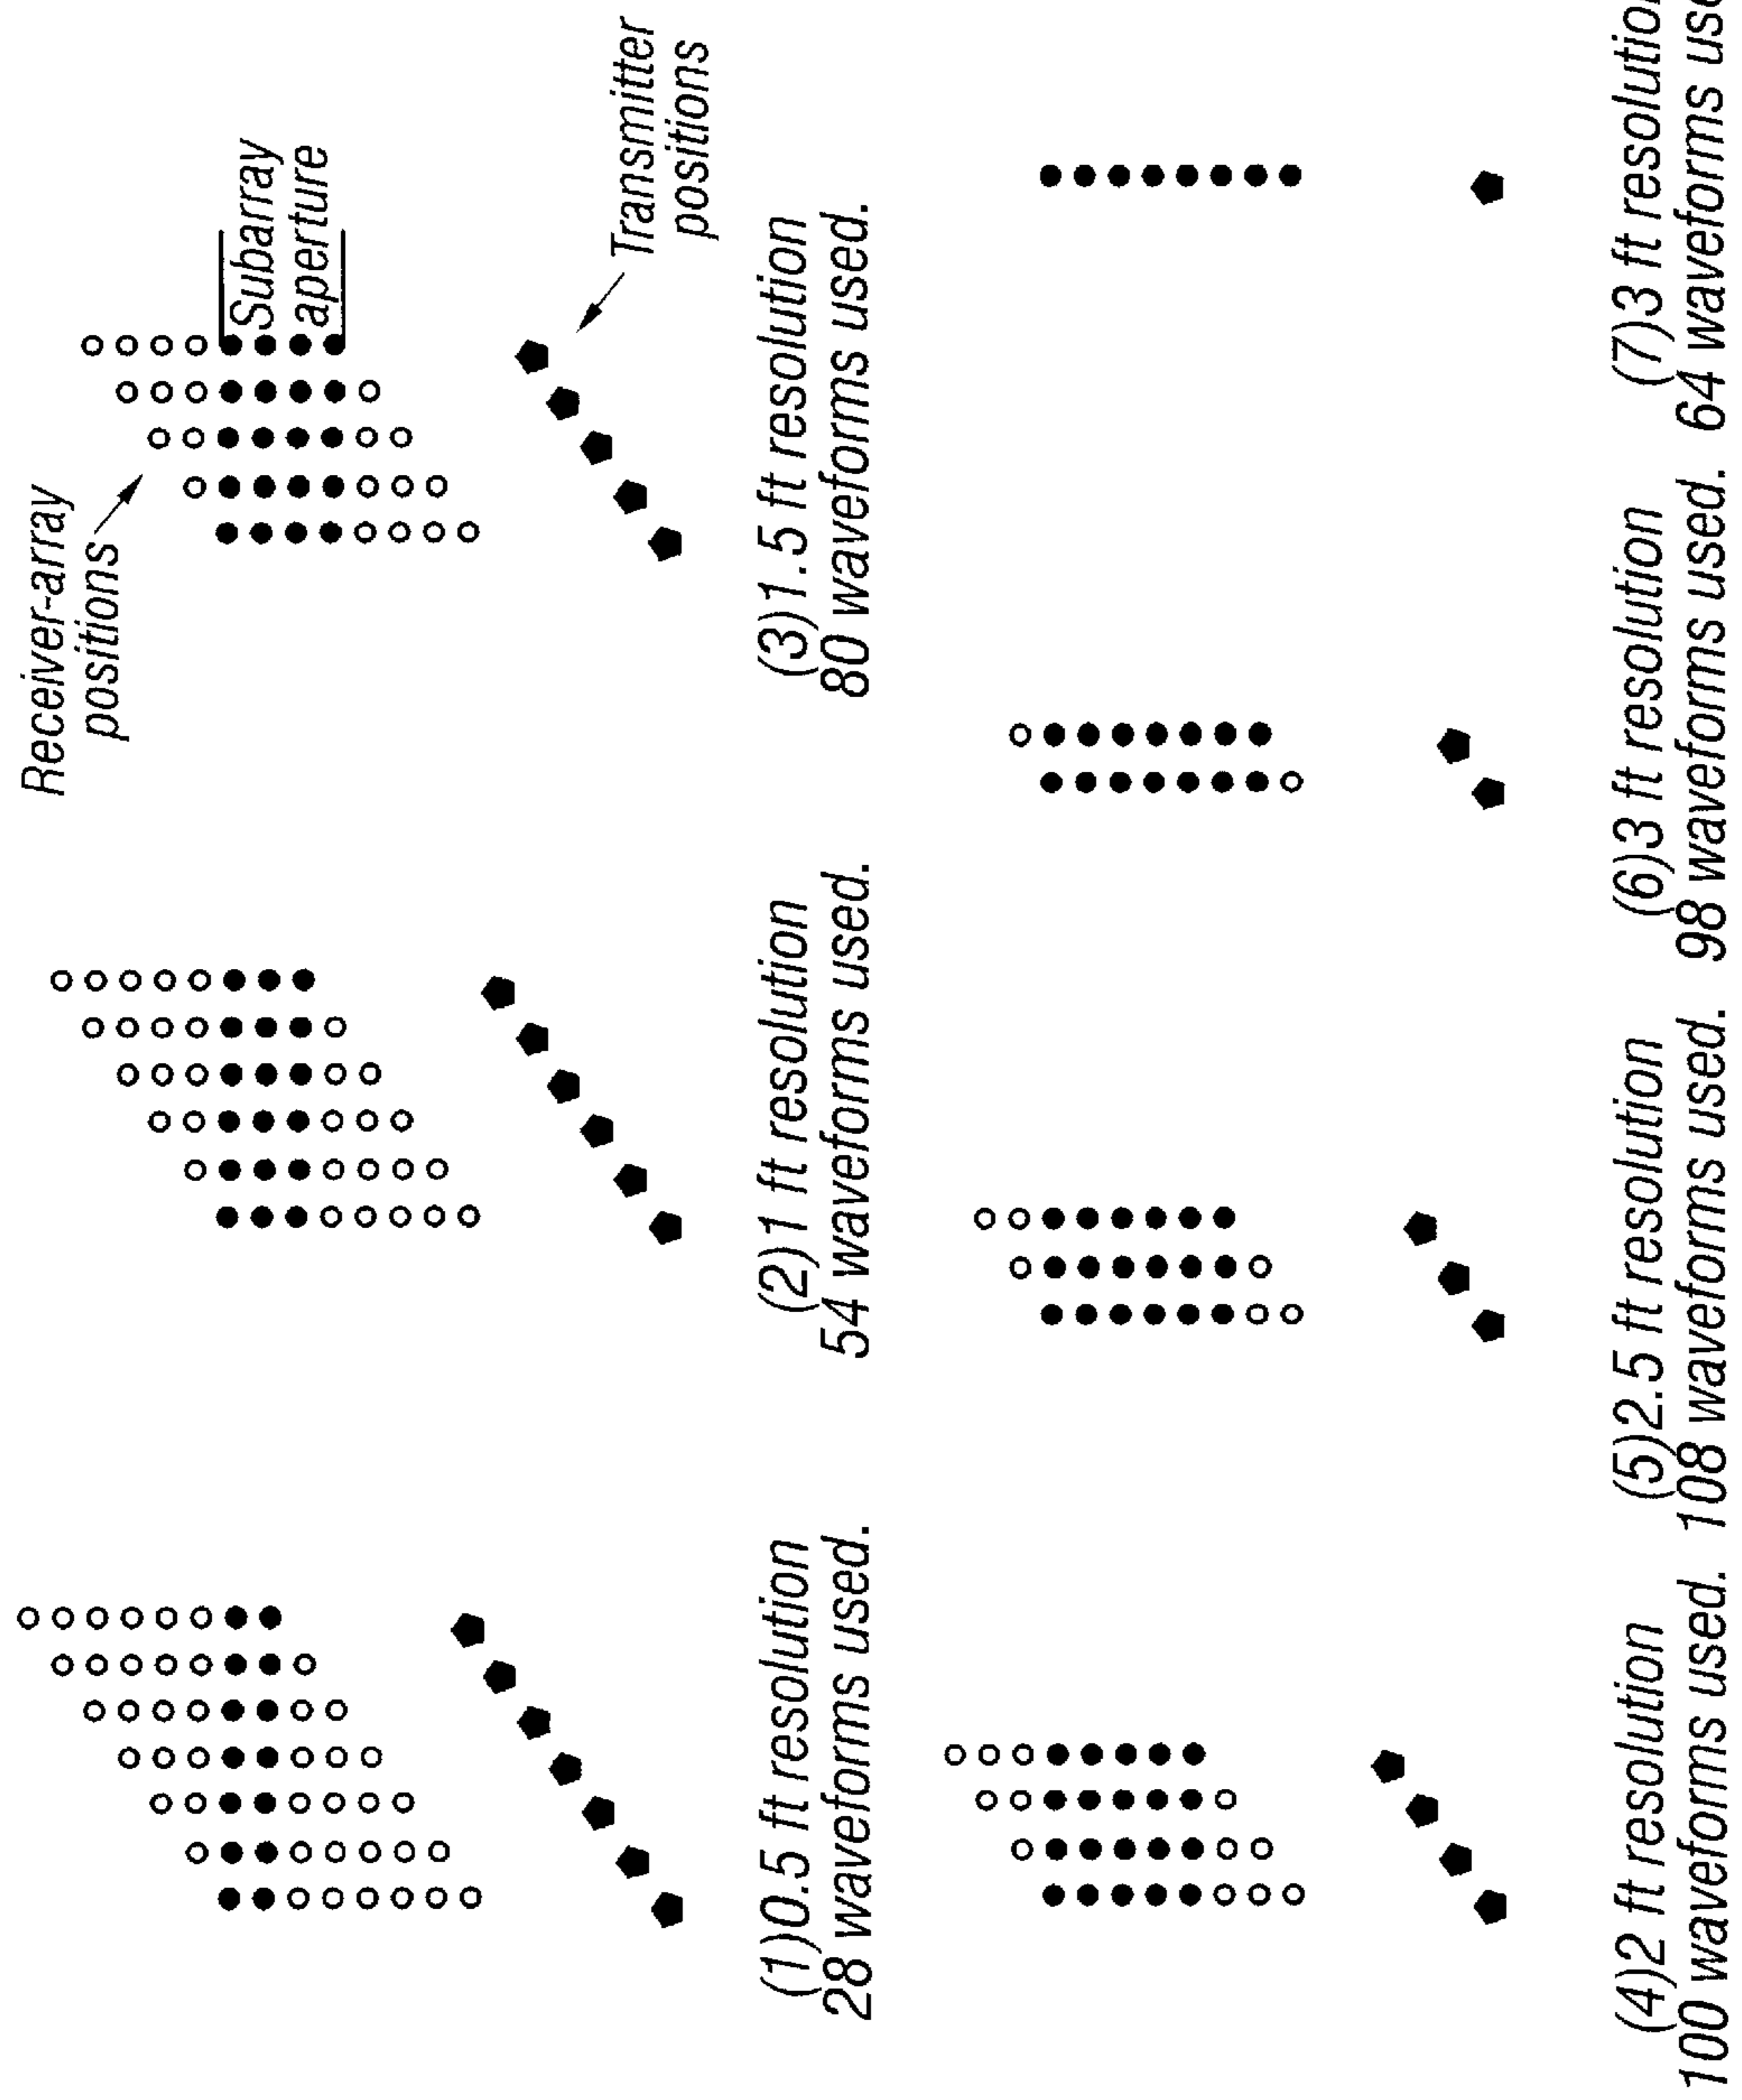 Receiver-array
positions
Subarray
aperture
Transmitter
positions
(1)0.5 ft resolution
28 waveforms used.
(2)1 ft resolution
54 waveforms used.
(3)1.5 ft resolution
80 waveforms used.
(4)2 ft resolution
100 waveforms used.
(5)2.5 ft resolution
108 waveforms used.
(6)3 ft resolution
98 waveforms used.
(7)3 ft resolution
64 waveforms use